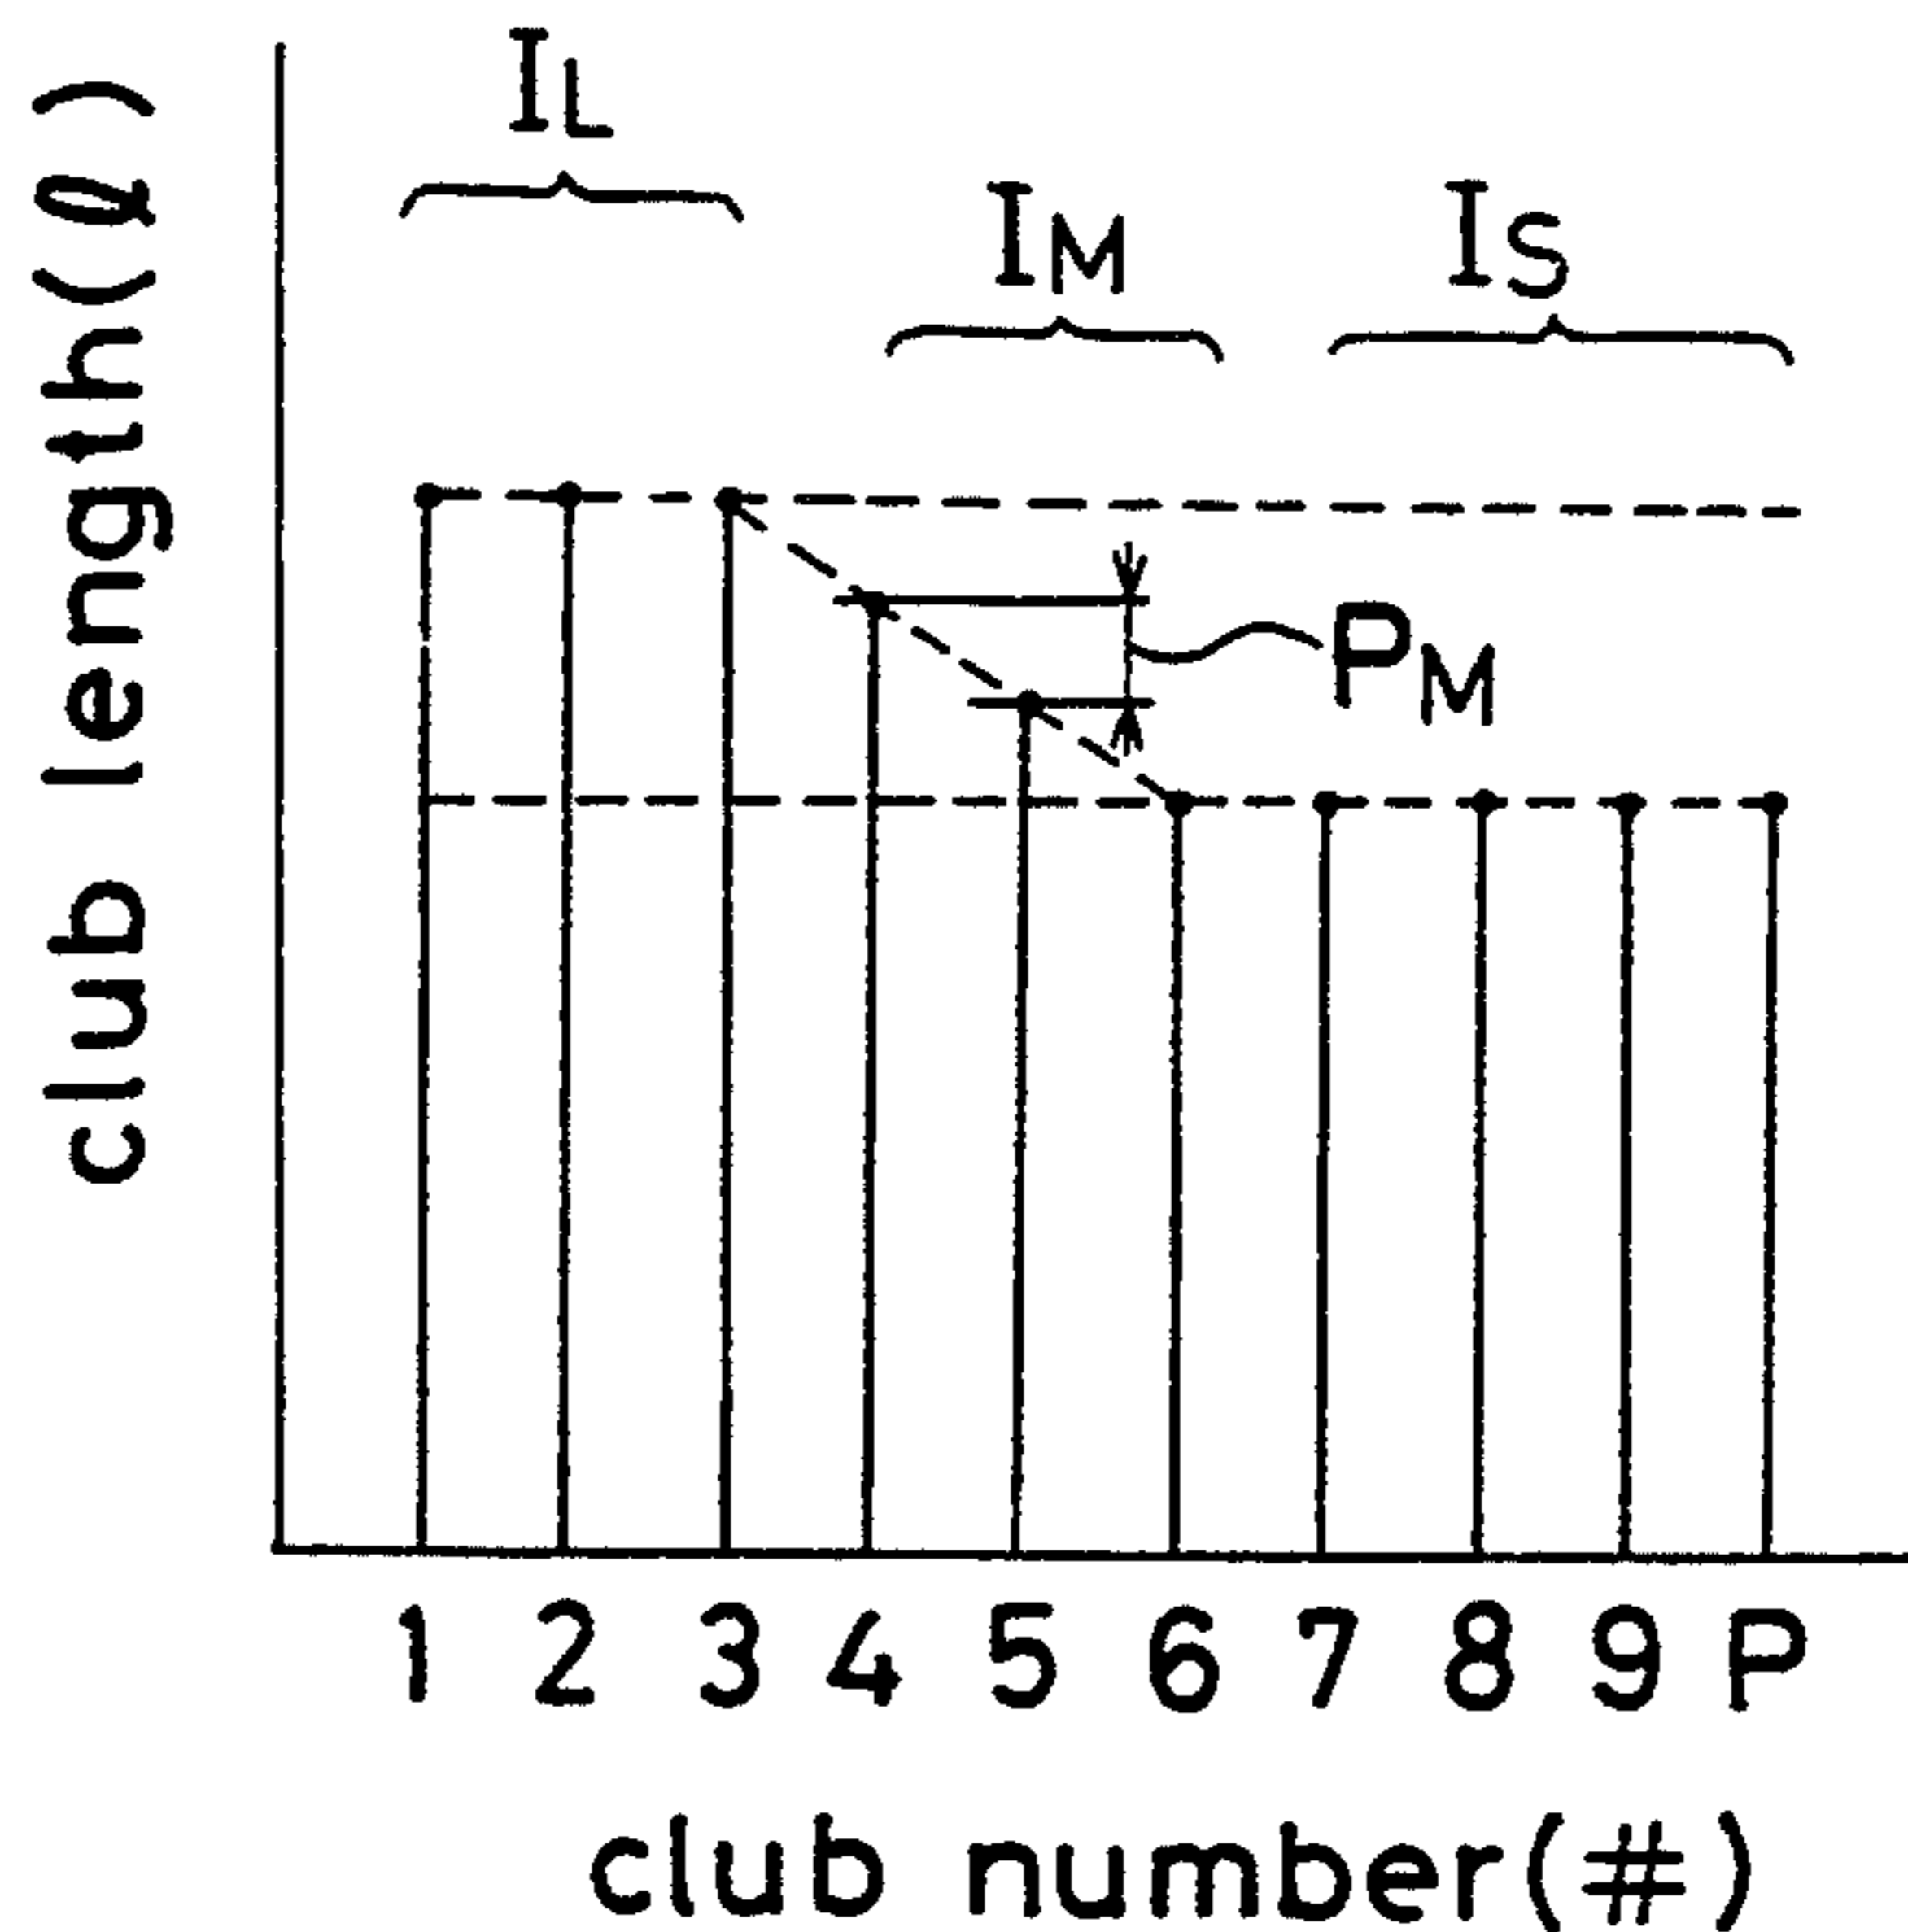 club length(ℓ)
IL
IM
IS
PM
1 2 3 4 5 6 7 8 9 P
club number(#)